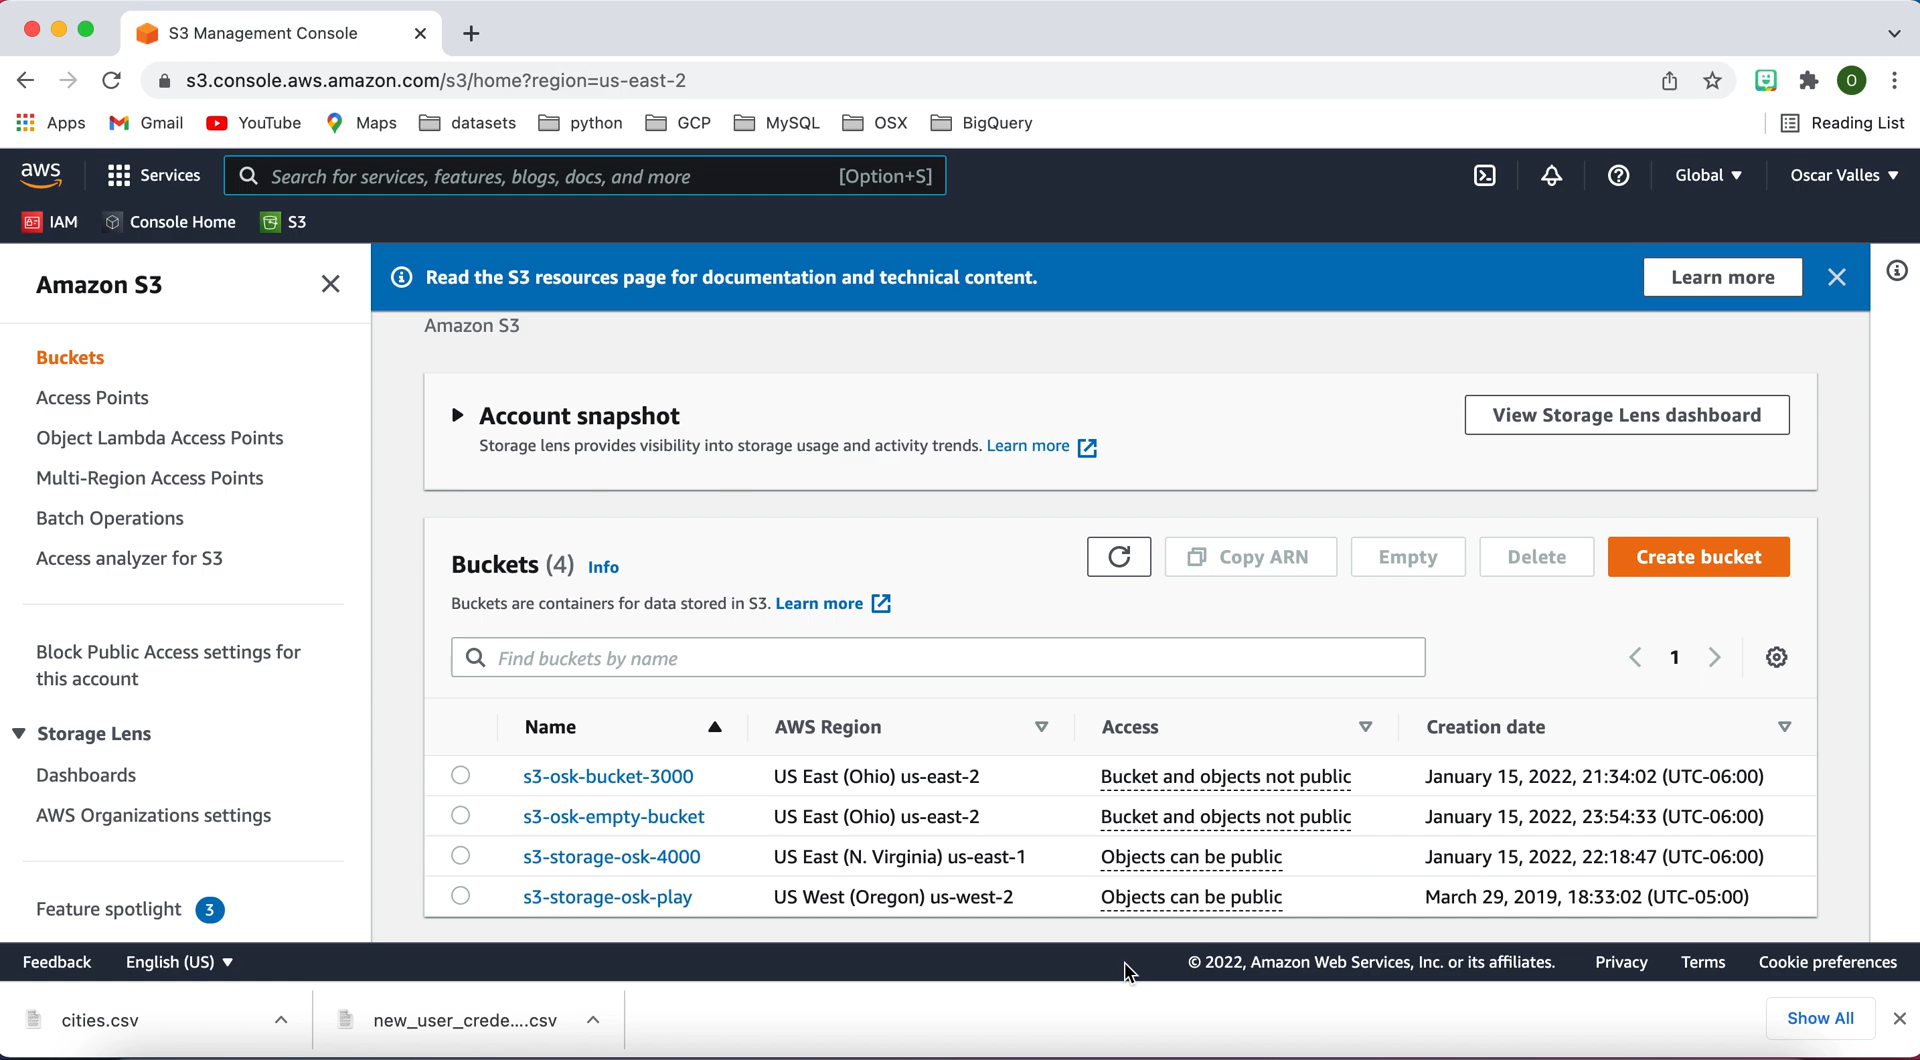 S3 Management Console
s3.console.aws.amazon.com/s3/home?region=us-east-2
O
Apps Gmail YouTube Maps datasets python GCP MySQL OSX BigQuery Reading List
aws Services Search for services, features, blogs, docs, and more [Option+S] Global Oscar Valles
IAM Console Home S3
Amazon S3
Buckets
Access Points
Object Lambda Access Points
Multi-Region Access Points
Batch Operations
Access analyzer for S3
Block Public Access settings for
this account
Storage Lens
Dashboards
AWS Organizations settings
Feature spotlight 3
Read the S3 resources page for documentation and technical content. Learn more
Amazon S3
Account snapshot
View Storage Lens dashboard
Storage lens provides visibility into storage usage and activity trends. Learn more
Buckets (4) Info
Copy ARN Empty Delete Create bucket
Buckets are containers for data stored in S3. Learn more
Find buckets by name
1
Name AWS Region Access Creation date
s3-osk-bucket-3000 US East (Ohio) us-east-2 Bucket and objects not public January 15, 2022, 21:34:02 (UTC-06:00)
s3-osk-empty-bucket US East (Ohio) us-east-2 Bucket and objects not public January 15, 2022, 23:54:33 (UTC-06:00)
s3-storage-osk-4000 US East (N. Virginia) us-east-1 Objects can be public January 15, 2022, 22:18:47 (UTC-06:00)
s3-storage-osk-play US West (Oregon) us-west-2 Objects can be public March 29, 2019, 18:33:02 (UTC-05:00)
Feedback English (US) © 2022, Amazon Web Services, Inc. or its affiliates. Privacy Terms Cookie preferences
cities.csv new_user_crede....csv Show All